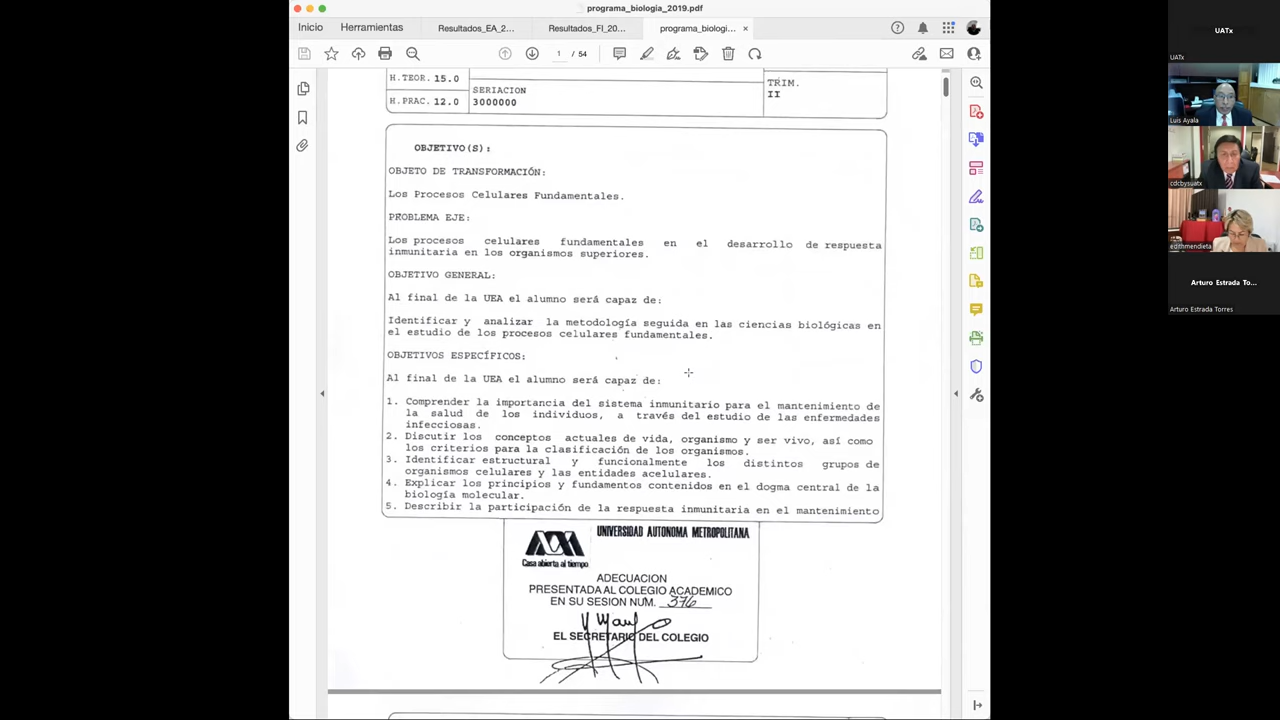 programa_biologia_2019.pdf
Inicio
Herramientas
Resultados_EA_2...
Resultados_FI_20...
programa_biologi...
1 / 54
H.TEOR. 15.0
H.PRAC. 12.0
SERIACION
3000000
TRIM.
II
OBJETIVO(S):
OBJETO DE TRANSFORMACIÓN:
Los Procesos Celulares Fundamentales.
PROBLEMA EJE:
Los procesos celulares fundamentales en el desarrollo de respuesta
inmunitaria en los organismos superiores.
OBJETIVO GENERAL:
Al final de la UEA el alumno será capaz de:
Identificar y analizar la metodología seguida en las ciencias biológicas en
el estudio de los procesos celulares fundamentales.
OBJETIVOS ESPECÍFICOS:
Al final de la UEA el alumno será capaz de:
1. Comprender la importancia del sistema inmunitario para el mantenimiento de
la salud de los individuos, a través del estudio de las enfermedades
infecciosas.
2. Discutir los conceptos actuales de vida, organismo y ser vivo, así como
los criterios para la clasificación de los organismos.
3. Identificar estructural y funcionalmente los distintos grupos de
organismos celulares y las entidades acelulares.
4. Explicar los principios y fundamentos contenidos en el dogma central de la
biología molecular.
5. Describir la participación de la respuesta inmunitaria en el mantenimiento
UNIVERSIDAD AUTONOMA METROPOLITANA
Casa abierta al tiempo
ADECUACION
PRESENTADA AL COLEGIO ACADEMICO
EN SU SESION NUM. 376
EL SECRETARIO DEL COLEGIO
UATx
UATx
Luis Ayala
cdcbysuatx
edithmendieta
Arturo Estrada To...
Arturo Estrada Torres